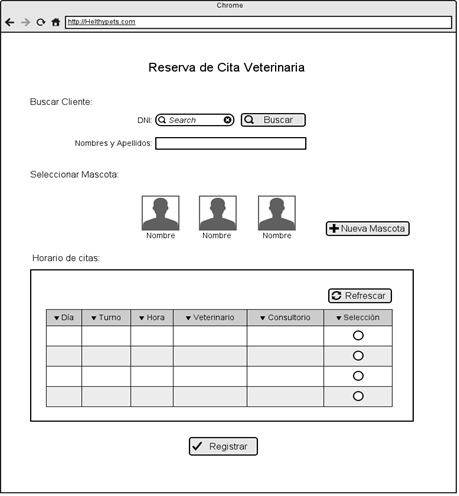 Chrome
http://Helthypets.com
Reserva de Cita Veterinaria
Buscar Cliente:
DNI: Search Buscar
Nombres y Apellidos:
Seleccionar Mascota:
Nombre Nombre Nombre
Nueva Mascota
Horario de citas:
Refrescar
Día Turno Hora Veterinario Consultorio Selección
Registrar